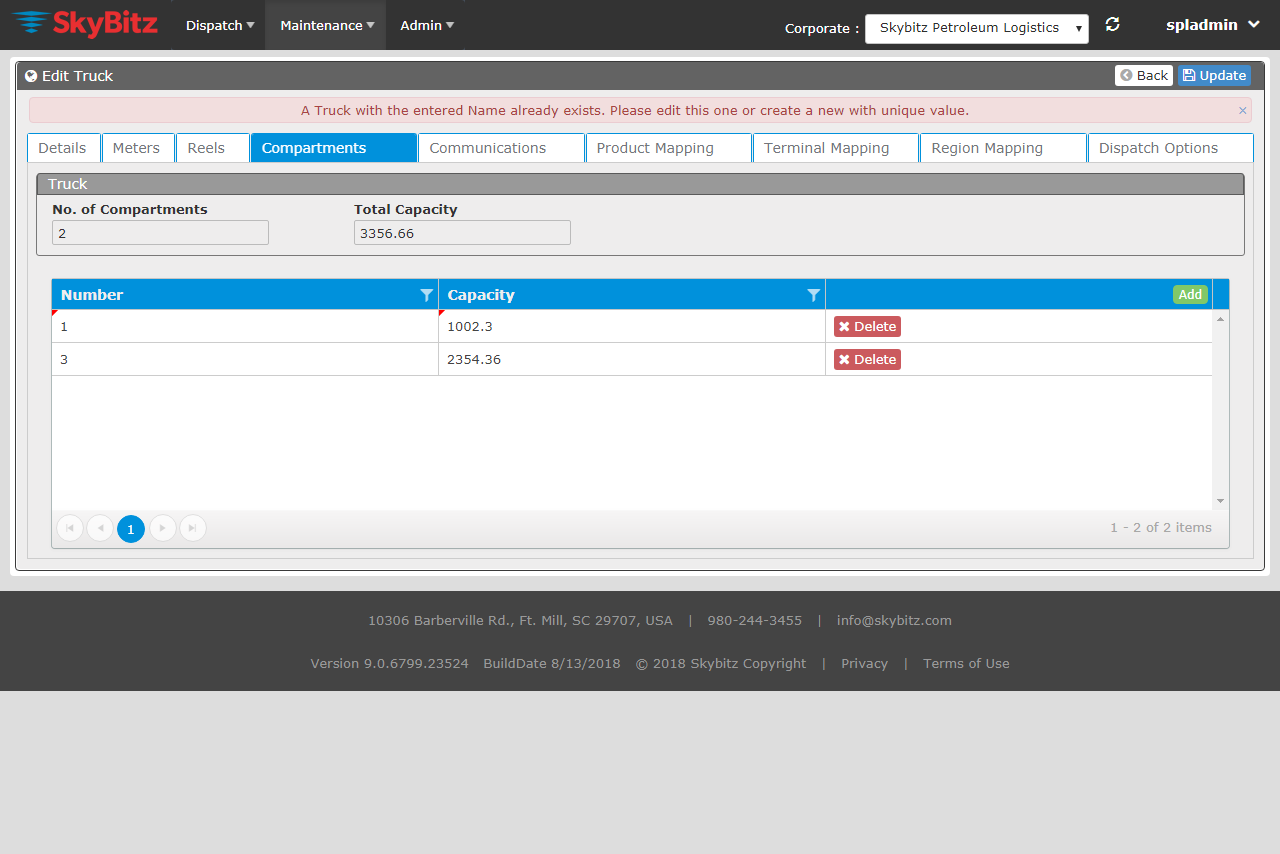 SkyBitz Dispatch Maintenance Admin Corporate : Skybitz Petroleum Logistics spladmin
Edit Truck Back Update
A Truck with the entered Name already exists. Please edit this one or create a new with unique value. ×
Details Meters Reels Compartments Communications Product Mapping Terminal Mapping Region Mapping Dispatch Options
Truck
No. of Compartments Total Capacity
2 3356.66
Number Capacity Add
1 1002.3 Delete
3 2354.36 Delete
1 1 - 2 of 2 items
10306 Barberville Rd., Ft. Mill, SC 29707, USA | 980-244-3455 | info@skybitz.com
Version 9.0.6799.23524 BuildDate 8/13/2018 © 2018 Skybitz Copyright | Privacy | Terms of Use